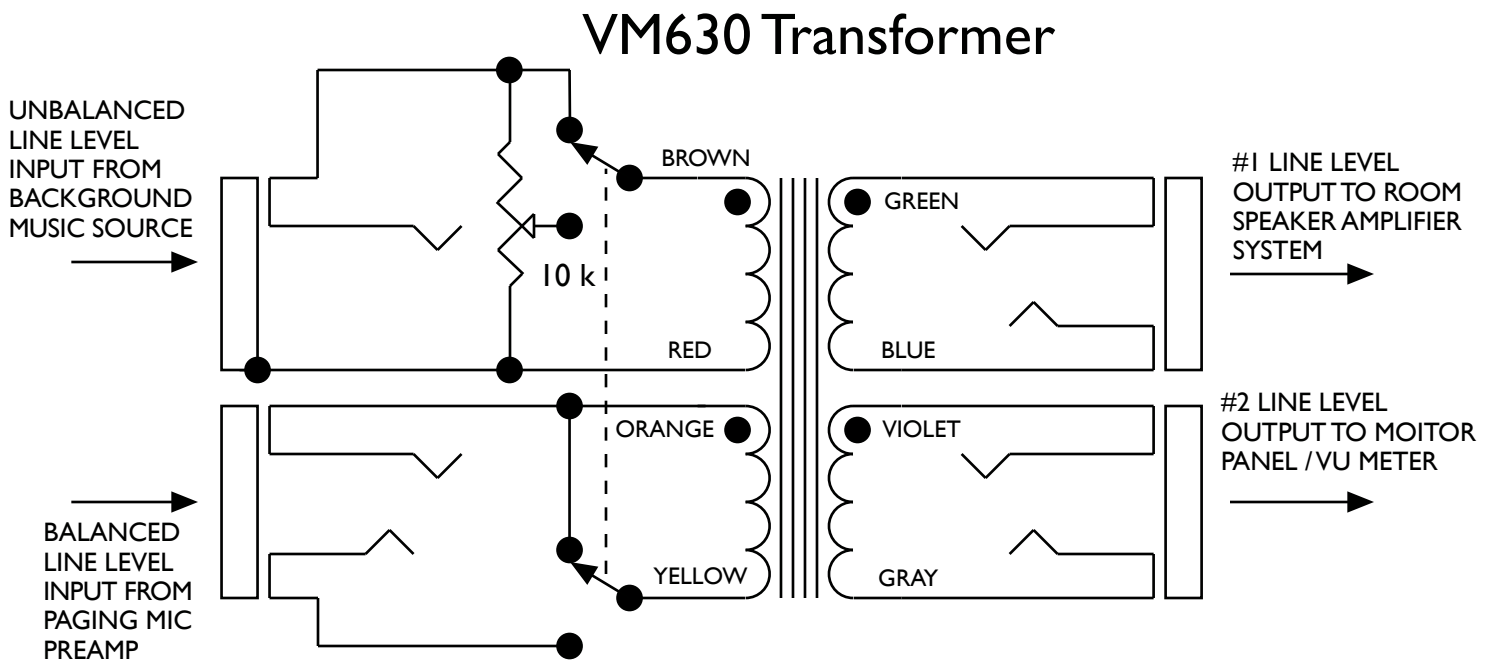 VM630 Transformer
UNBALANCED
LINE LEVEL
INPUT FROM
BACKGROUND
MUSIC SOURCE
BROWN
10 k
RED
GREEN
BLUE
#1 LINE LEVEL
OUTPUT TO ROOM
SPEAKER AMPLIFIER
SYSTEM
BALANCED
LINE LEVEL
INPUT FROM
PAGING MIC
PREAMP
ORANGE
YELLOW
VIOLET
GRAY
#2 LINE LEVEL
OUTPUT TO MOITOR
PANEL / VU METER